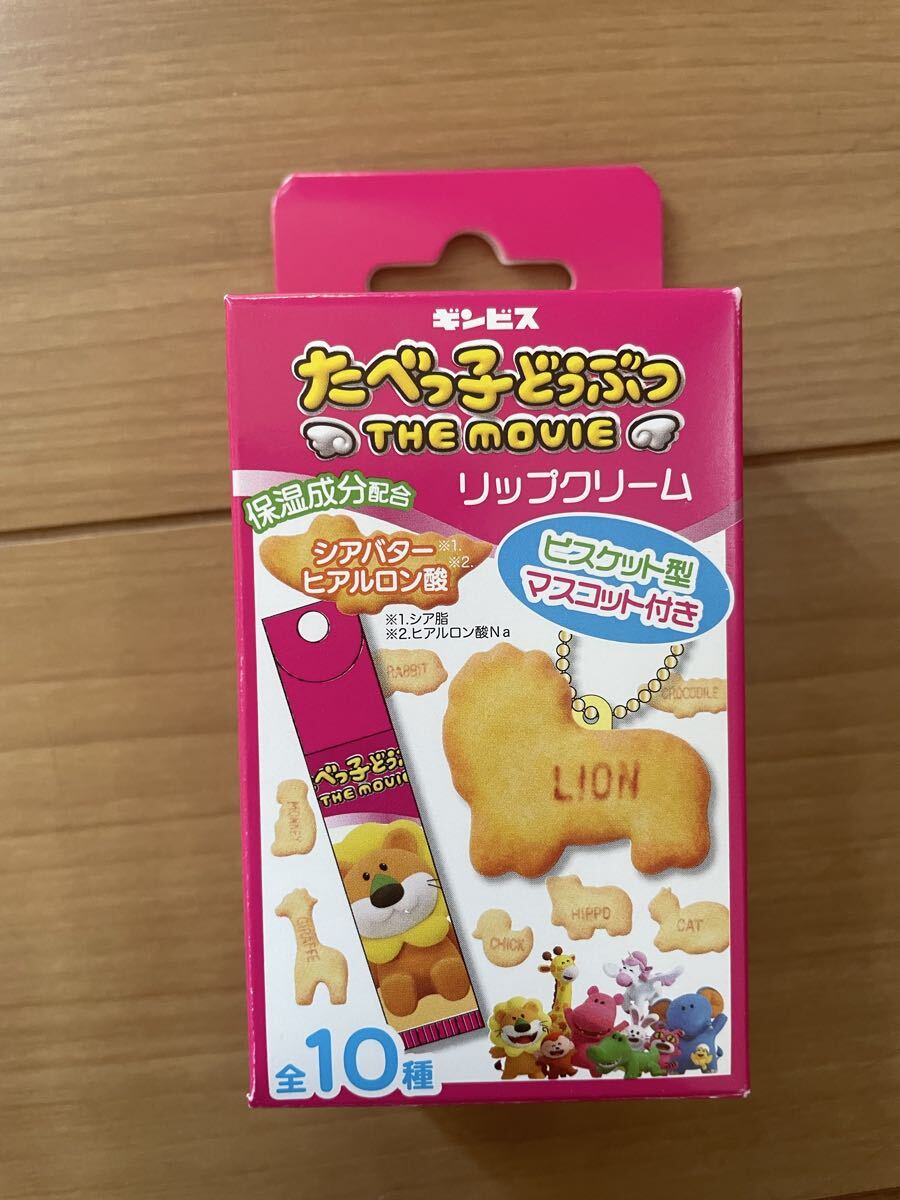 ギンビス
たべっ子どうぶつ
THE MOVIE
リップクリーム
保湿成分配合
シアバター※1.
ヒアルロン酸※2.
※1.シア脂
※2.ヒアルロン酸Na
ビスケット型
マスコット付き
RABBIT
CROCODILE
べっ子どう
THE MOVIE
LION
MONKEY
GIRAFFE
CHICK
HIPPO
CAT
全10種